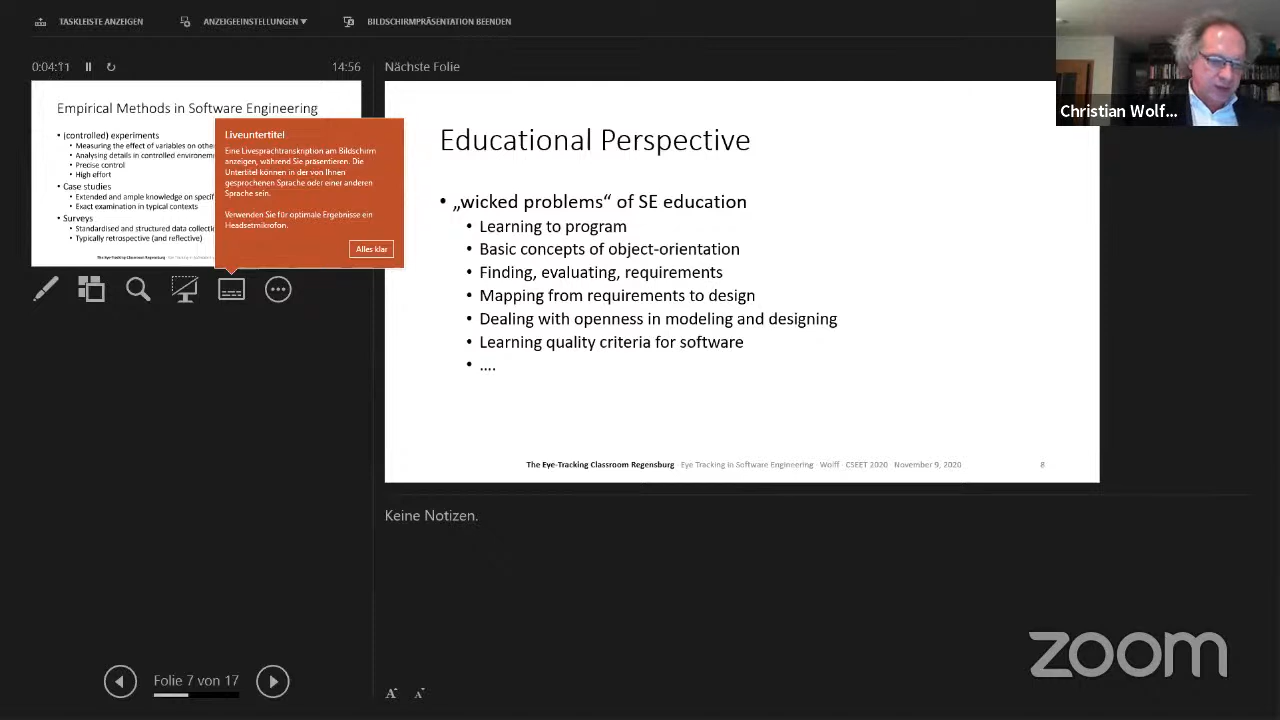 TASKLEISTE ANZEIGEN
ANZEIGEEINSTELLUNGEN ▼
BILDSCHIRMPRÄSENTATION BEENDEN
0:04:11
14:56
Nächste Folie
Empirical Methods in Software Engineering
• (controlled) experiments
• Measuring the effect of variables on
• Analysing details in controlled
• Precise control
• High effort
• Case studies
• Extended and ample knowledge on
• Exact examination in typical contexts
• Surveys
• Standardised and structured data
• Typically retrospective (and reflective)
Liveuntertitel
Eine Livesprachtranskription am Bildschirm
anzeigen, während Sie präsentieren. Die
Untertitel können in der von Ihnen
gesprochenen Sprache oder einer anderen
Sprache sein.
Verwenden Sie für optimale Ergebnisse ein
Headsetmikrofon.
Alles klar
Educational Perspective
• „wicked problems“ of SE education
• Learning to program
• Basic concepts of object-orientation
• Finding, evaluating, requirements
• Mapping from requirements to design
• Dealing with openness in modeling and designing
• Learning quality criteria for software
• ....
The Eye-Tracking Classroom Regensburg Eye Tracking in Software Engineering · Wolff · CSEET 2020 November 9, 2020 8
Christian Wolf...
Keine Notizen.
Folie 7 von 17
A A
zoom